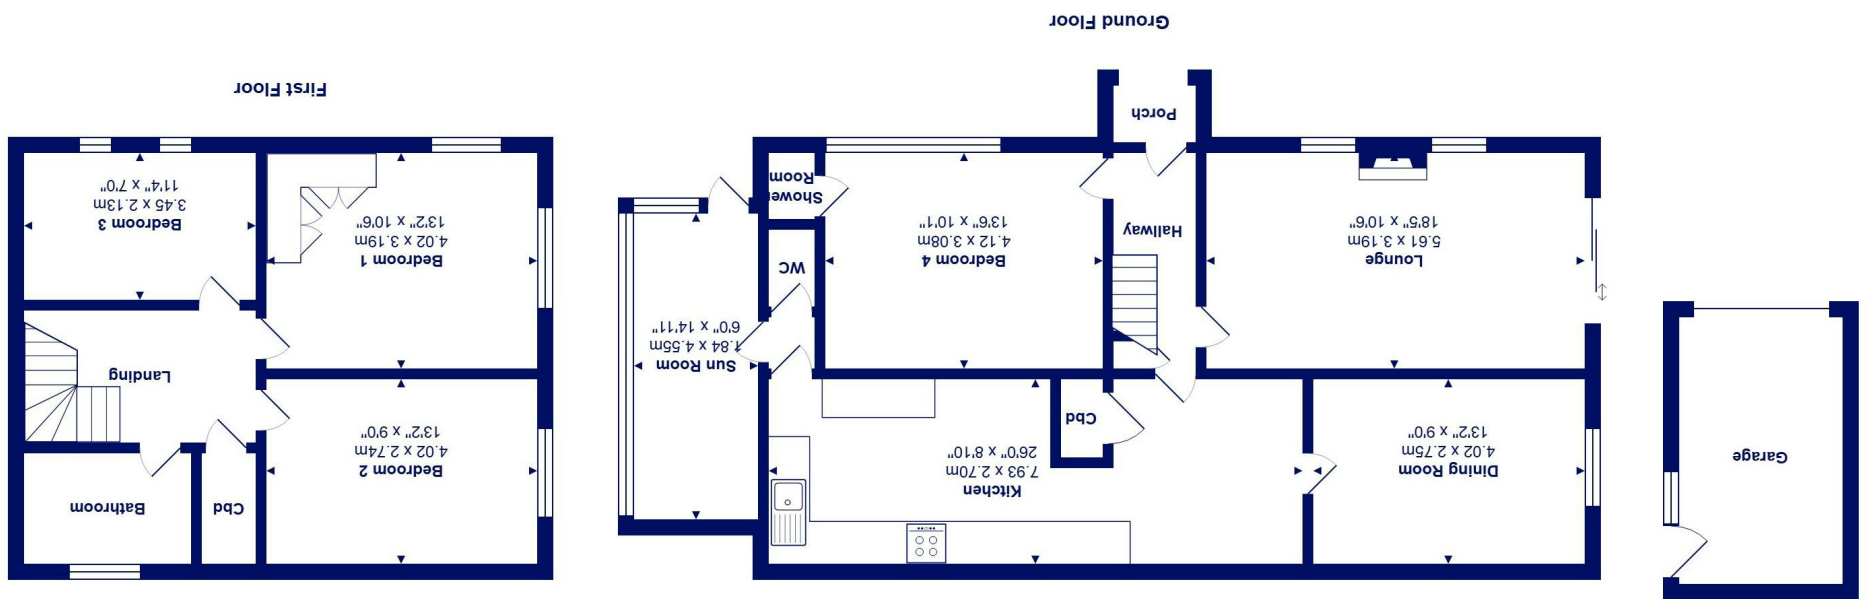 Garage
Dining Room
4.02 x 2.75m
13'2" x 9'0"
Kitchen
7.93 x 2.70m
26'0" x 8'10"
Cbd
Lounge
5.61 x 3.19m
18'5" x 10'6"
Hallway
Porch
Bedroom 4
4.12 x 3.08m
13'6" x 10'1"
WC
Shower
Room
Sun Room
1.84 x 4.55m
6'0" x 14'11"
Ground Floor
Bedroom 2
4.02 x 2.74m
13'2" x 9'0"
Cbd
Bathroom
Landing
Bedroom 1
4.02 x 3.19m
13'2" x 10'6"
Bedroom 3
3.45 x 2.13m
11'4" x 7'0"
First Floor